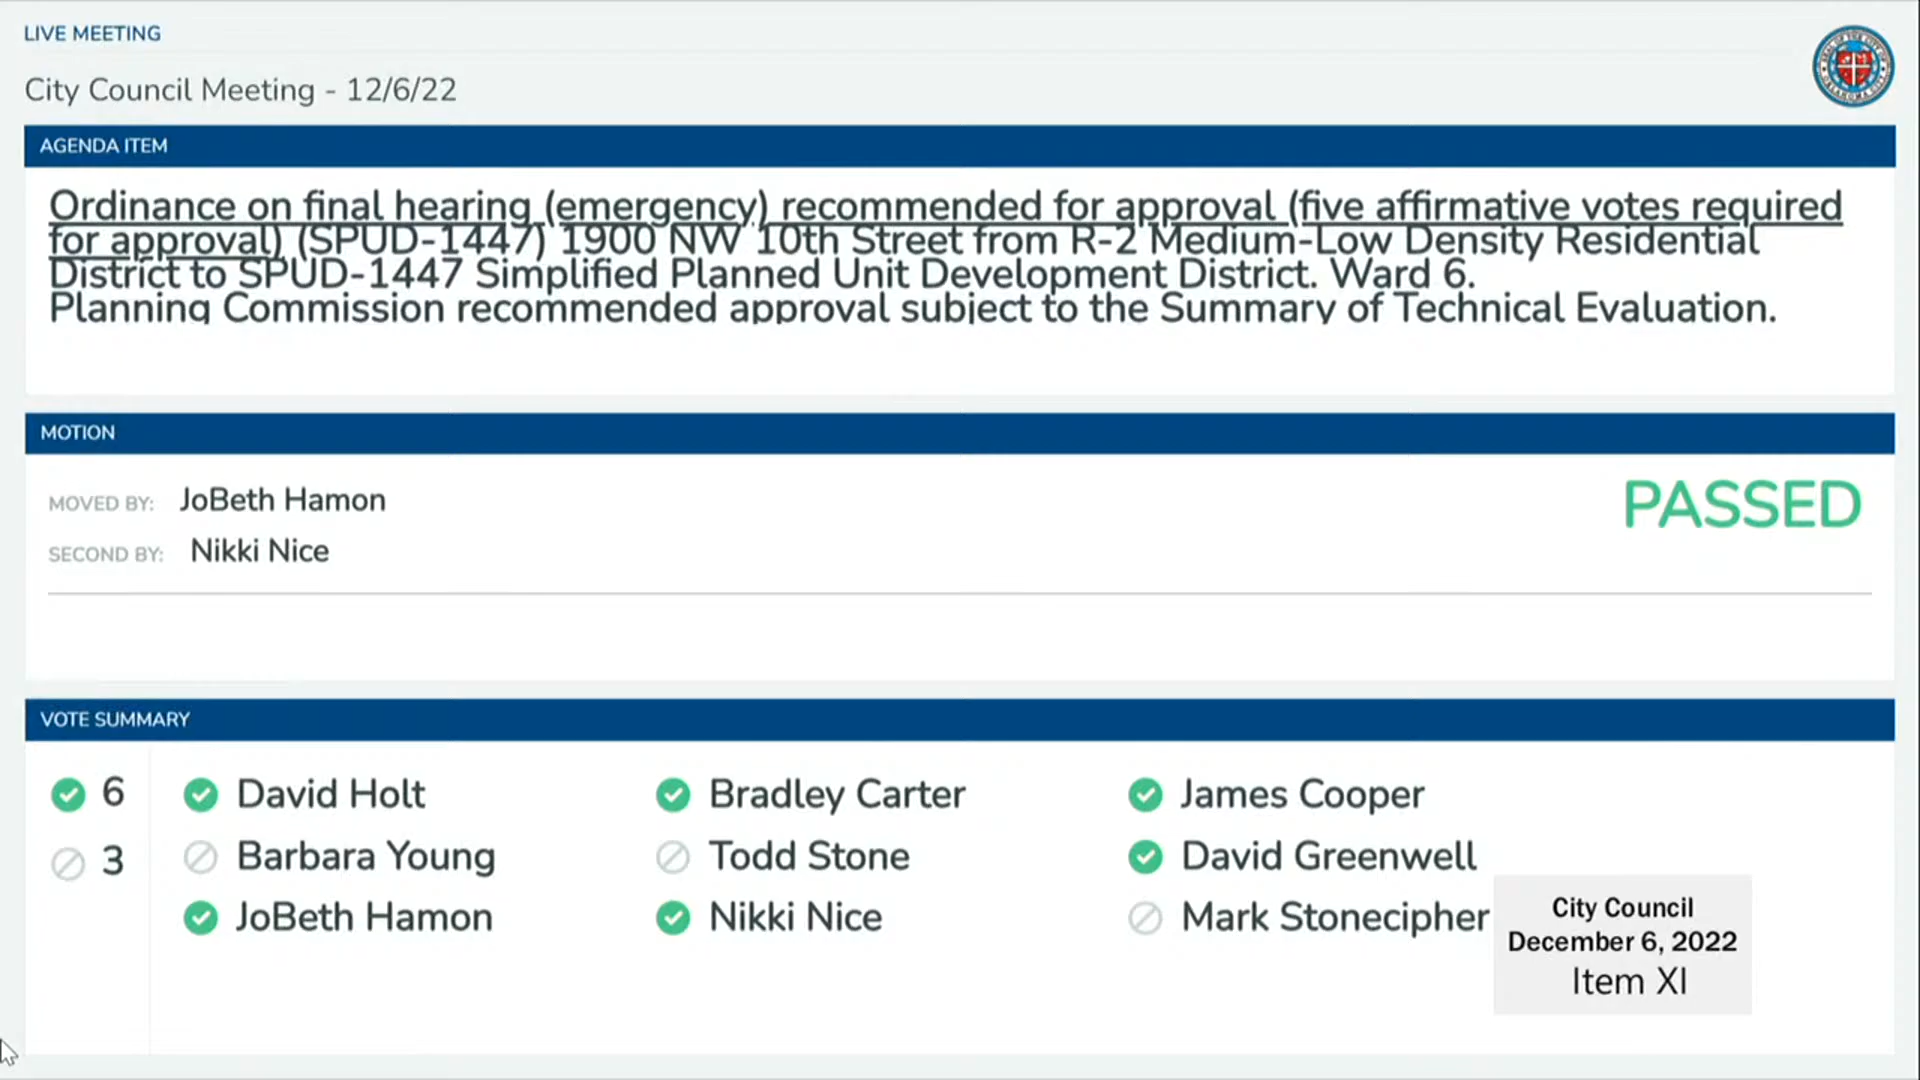 LIVE MEETING
City Council Meeting - 12/6/22
AGENDA ITEM
Ordinance on final hearing (emergency) recommended for approval (five affirmative votes required
for approval) (SPUD-1447) 1900 NW 10th Street from R-2 Medium-Low Density Residential
District to SPUD-1447 Simplified Planned Unit Development District. Ward 6.
Planning Commission recommended approval subject to the Summary of Technical Evaluation.
MOTION
MOVED BY: JoBeth Hamon
PASSED
SECOND BY: Nikki Nice
VOTE SUMMARY
6
3
David Holt
Bradley Carter
James Cooper
Barbara Young
Todd Stone
David Greenwell
JoBeth Hamon
Nikki Nice
Mark Stonecipher
City Council
December 6, 2022
Item XI